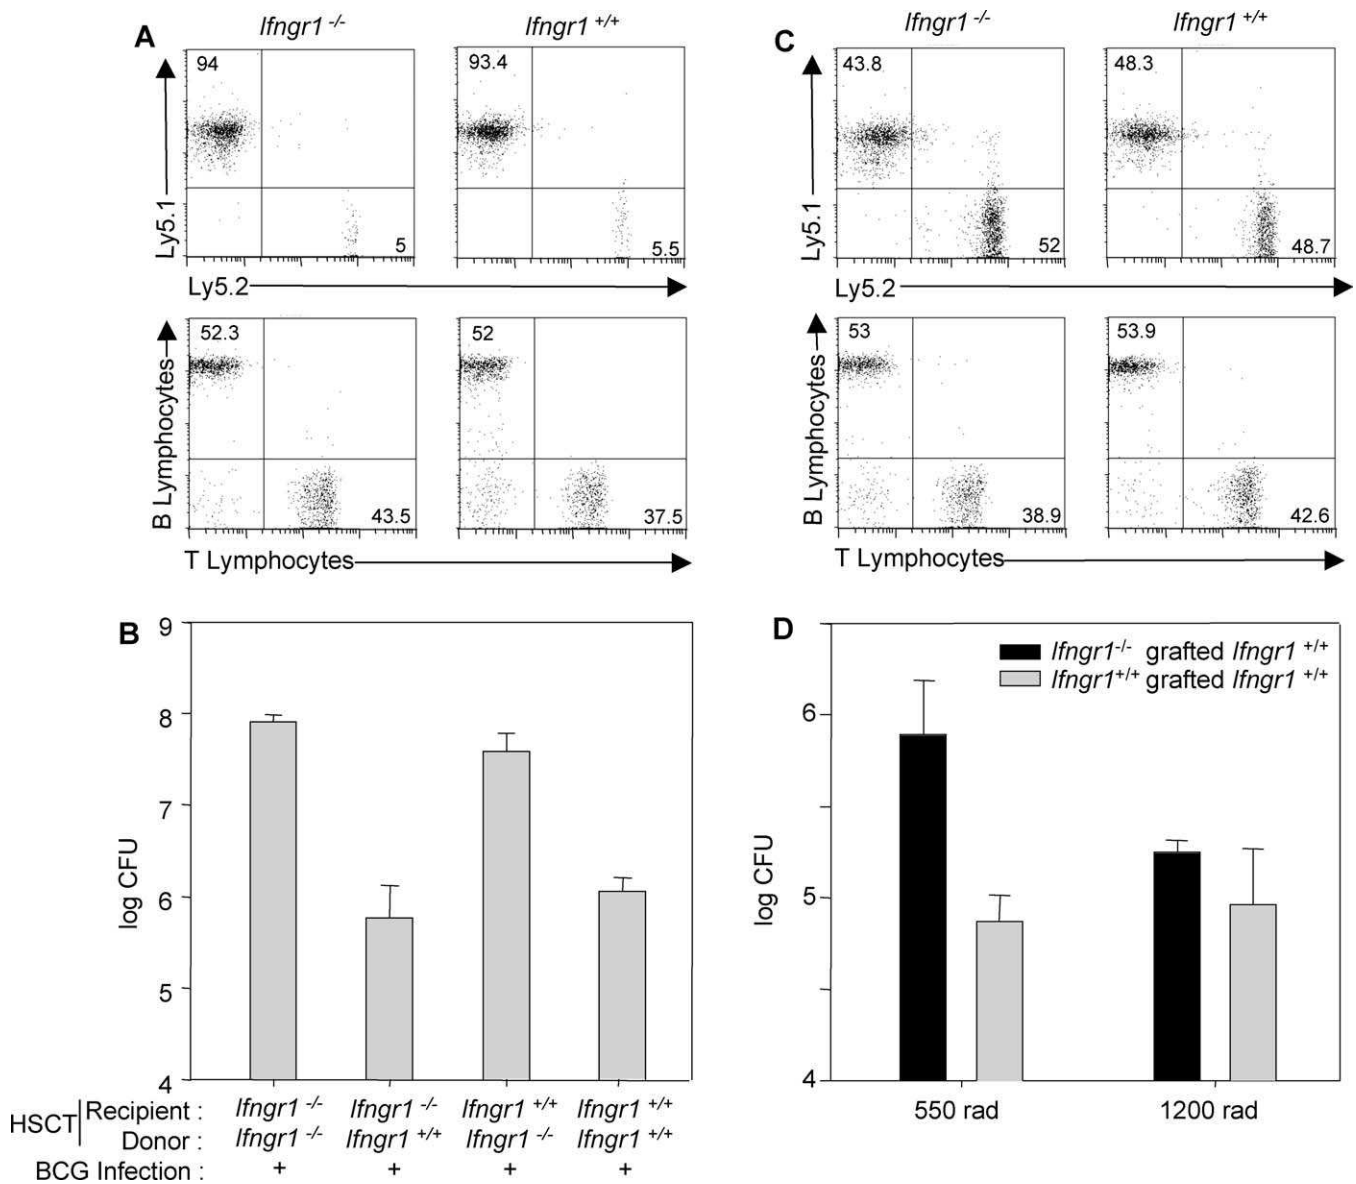 A
Ifngr1 -/-
Ifngr1 +/+
94
93.4
5
5.5
Ly5.1
Ly5.2
52.3
52
43.5
37.5
B Lymphocytes
T Lymphocytes
C
Ifngr1 -/-
Ifngr1 +/+
43.8
48.3
52
48.7
Ly5.1
Ly5.2
53
53.9
38.9
42.6
B Lymphocytes
T Lymphocytes
B
9
8
7
6
5
4
log CFU
HSCT
Recipient : Ifngr1 -/- Ifngr1 -/- Ifngr1 +/+ Ifngr1 +/+
Donor : Ifngr1 -/- Ifngr1 +/+ Ifngr1 -/- Ifngr1 +/+
BCG Infection : + + + +
D
Ifngr1-/- grafted Ifngr1 +/+
Ifngr1+/+ grafted Ifngr1 +/+
6
5
4
log CFU
550 rad
1200 rad